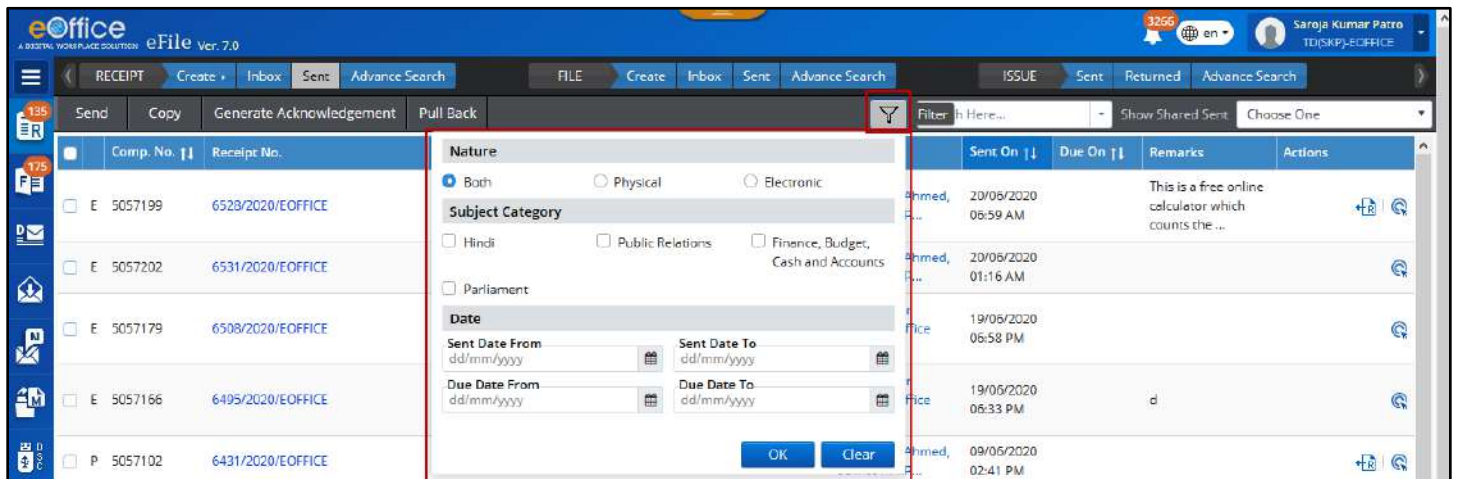 eOffice
A DIGITAL WORKPLACE SOLUTION eFile Ver. 7.0
3266 en Saroja Kumar Patro
TD(SKP)-EOFFICE
RECEIPT Create Inbox Sent Advance Search FILE Create Inbox Sent Advance Search ISSUE Sent Returned Advance Search
135 Send Copy Generate Acknowledgement Pull Back Filter h Here... Show Shared Sent Choose One
R
Comp. No. Receipt No. Nature Sent On Due On Remarks Actions
175
F
Both Physical Electronic
E 5057199 6528/2020/EOFFICE Ahmed, 20/06/2020 This is a free online
06:59 AM calculator which
counts the ...
Subject Category
Hindi Public Relations Finance, Budget,
Cash and Accounts
D
E 5057202 6531/2020/EOFFICE Ahmed, 20/06/2020
01:16 AM
Parliament
Date
E 5057179 6508/2020/EOFFICE fice 19/06/2020
06:58 PM
N
Sent Date From Sent Date To
dd/mm/yyyy dd/mm/yyyy
Due Date From Due Date To
dd/mm/yyyy dd/mm/yyyy
M
E 5057166 6495/2020/EOFFICE ffice 19/06/2020 d
06:33 PM
DSC
OK Clear
P 5057102 6431/2020/EOFFICE Ahmed, 09/06/2020
02:41 PM